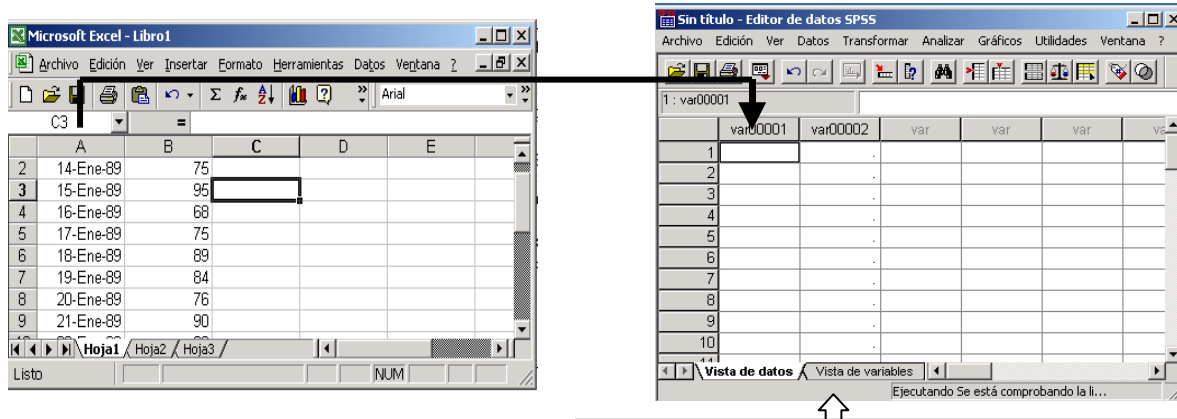 Microsoft Excel - Libro1
Archivo Edición Ver Insertar Formato Herramientas Datos Ventana ?
Arial
C3 =
A B C D E
2 14-Ene-89 75
3 15-Ene-89 95
4 16-Ene-89 68
5 17-Ene-89 75
6 18-Ene-89 89
7 19-Ene-89 84
8 20-Ene-89 76
9 21-Ene-89 90
Hoja1 Hoja2 Hoja3
Listo NUM
Sin título - Editor de datos SPSS
Archivo Edición Ver Datos Transformar Analizar Gráficos Utilidades Ventana ?
1 : var00001
var00001 var00002 var var var
1
2 .
3 .
4 .
5 .
6 .
7 .
8 .
9 .
10 .
Vista de datos Vista de variables
Ejecutando Se está comprobando la li...